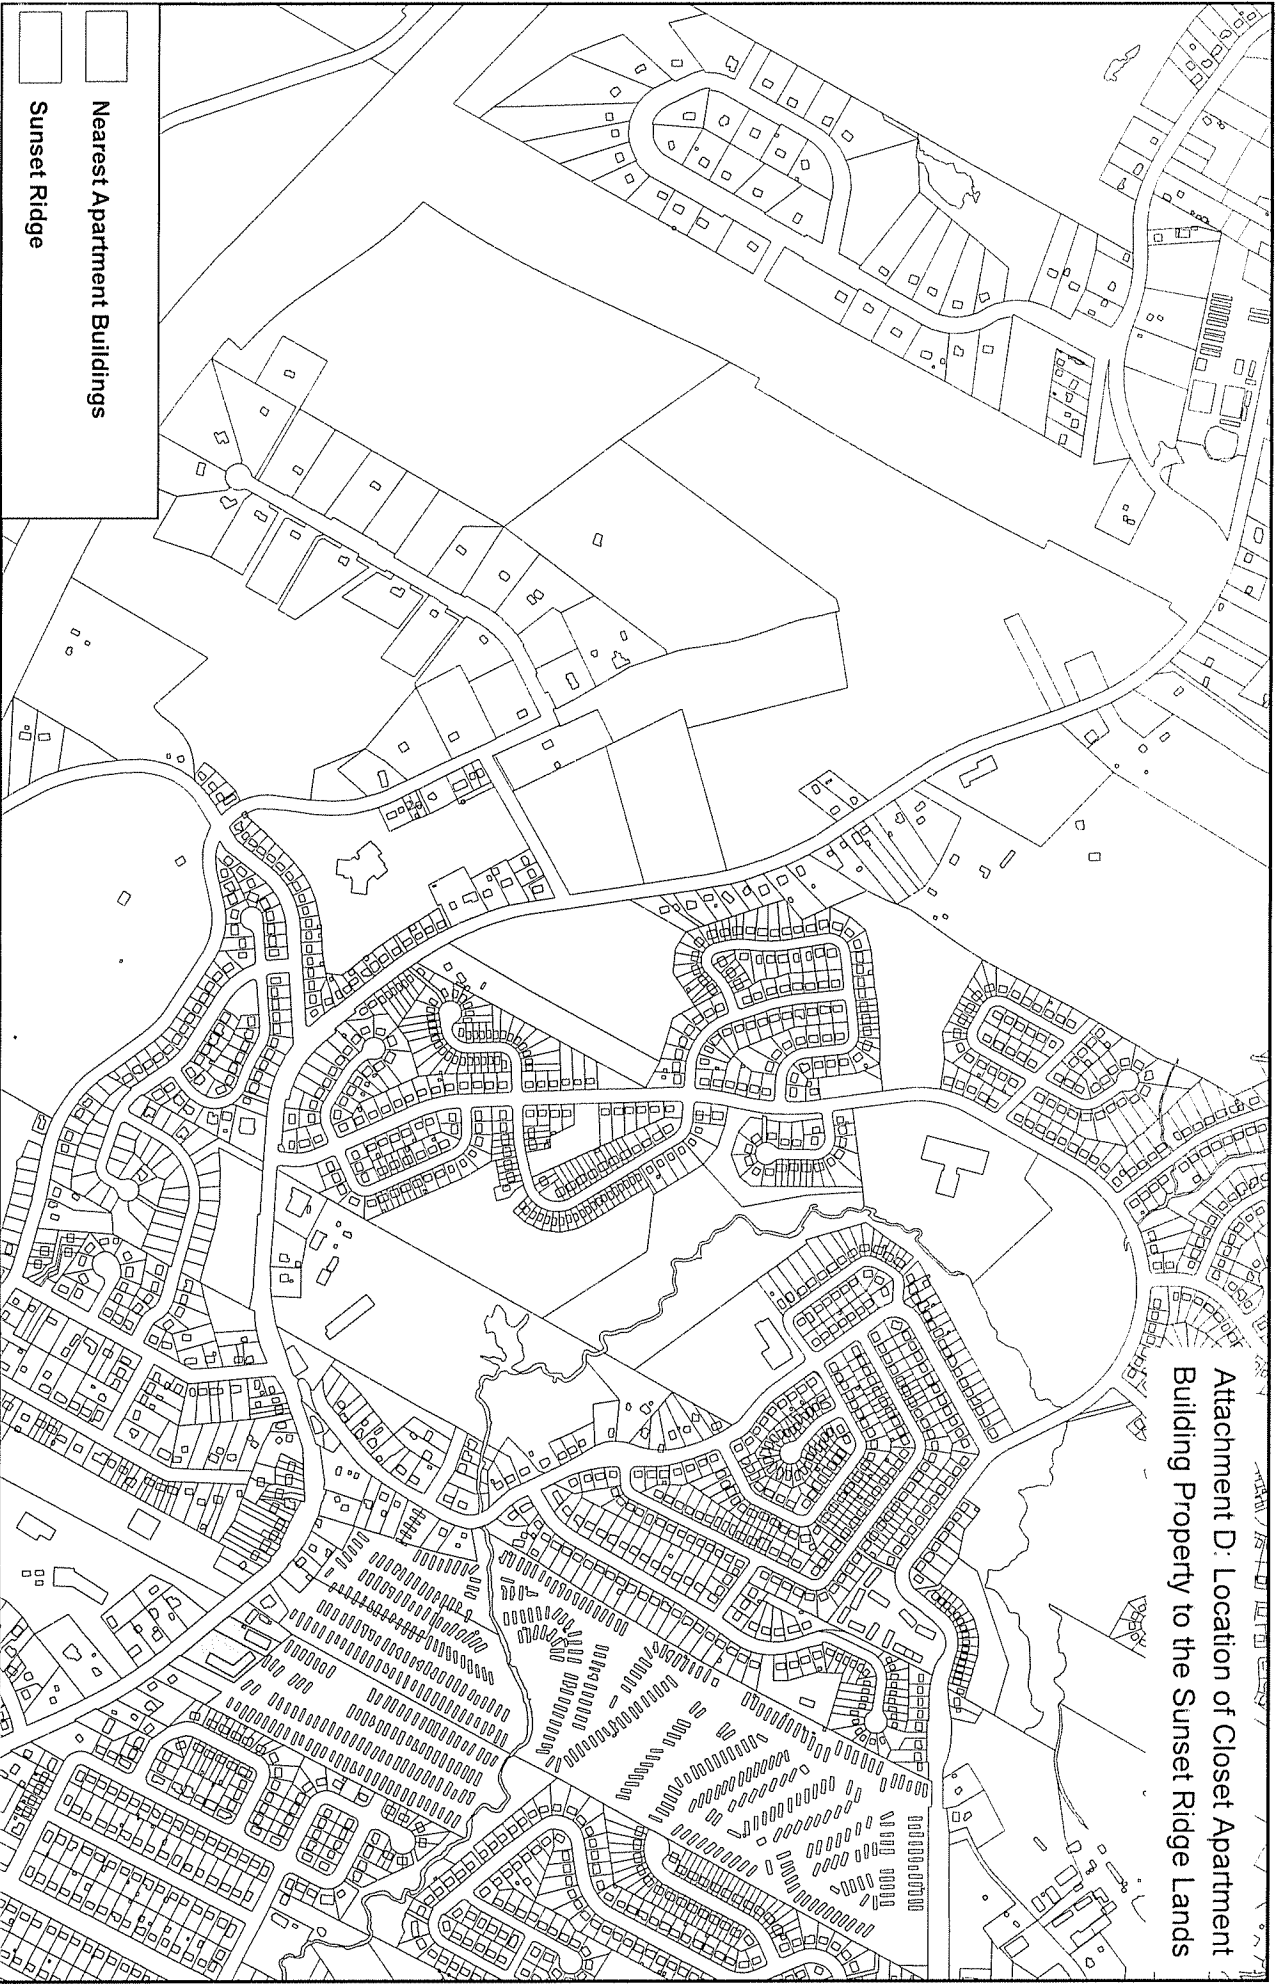 Attachment D: Location of Closet Apartment
Building Property to the Sunset Ridge Lands
Nearest Apartment Buildings
Sunset Ridge